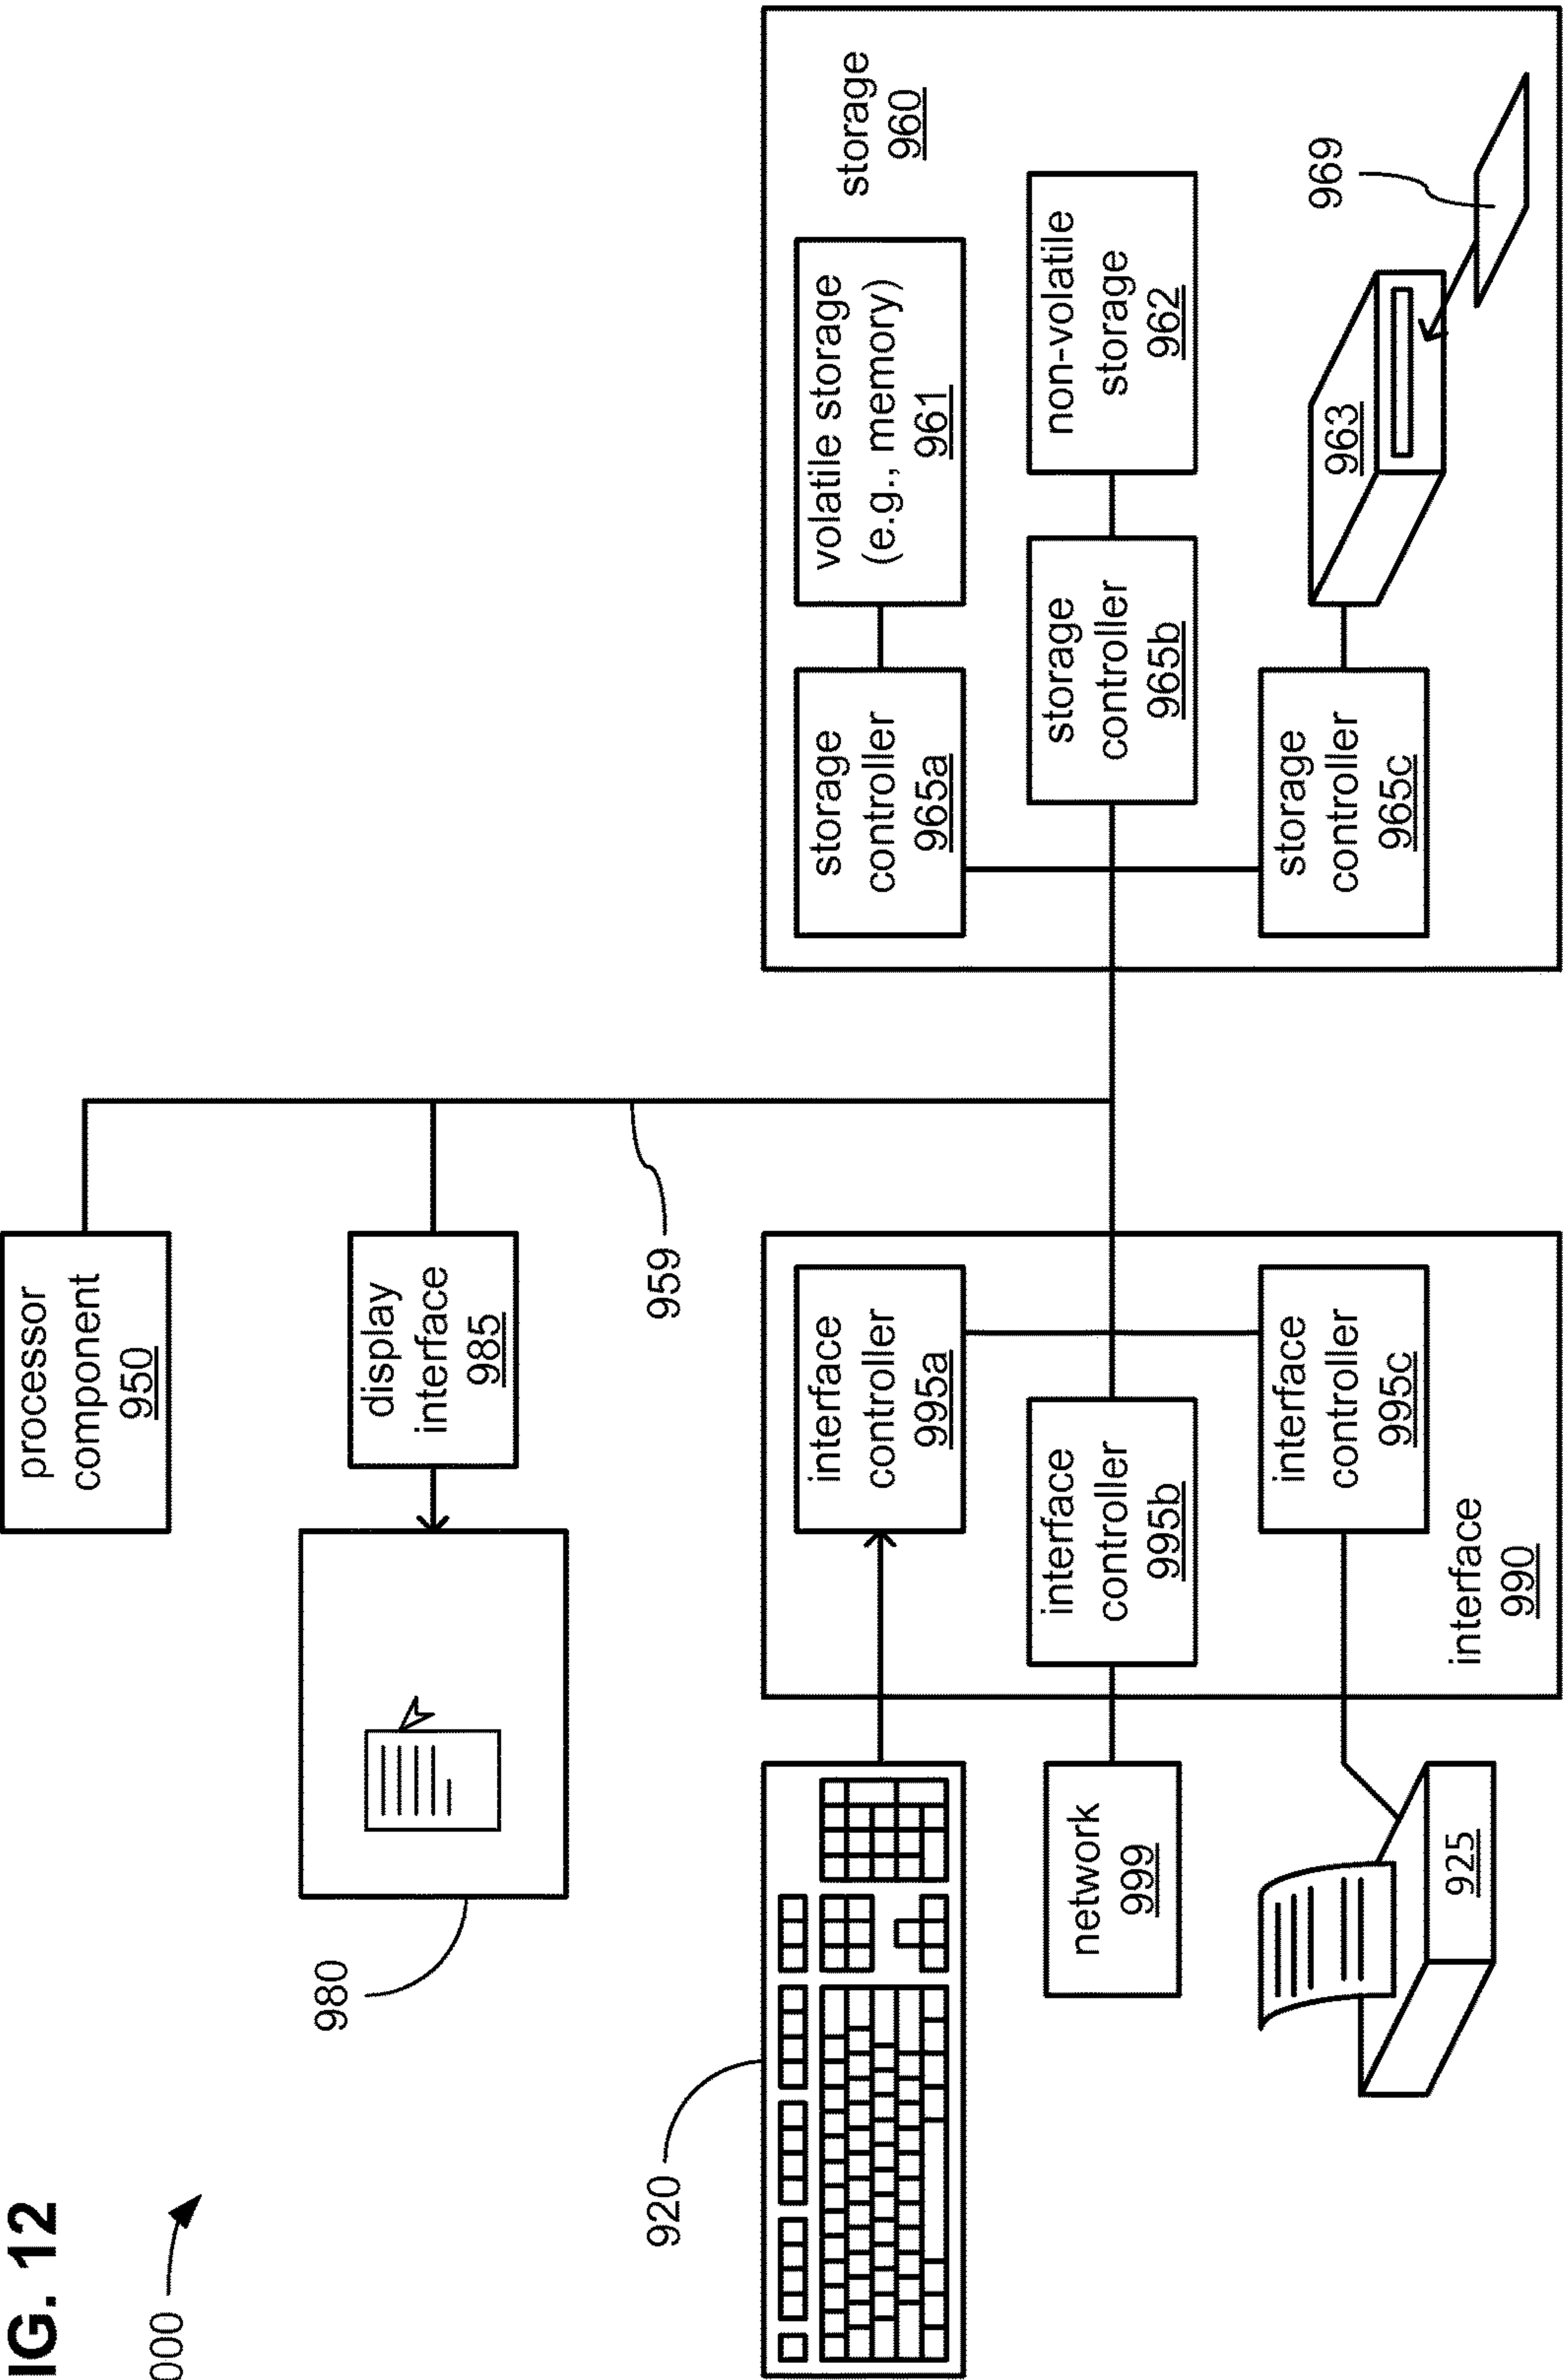 IG. 12
000
processor
component
950
980
display
interface
985
959
920
interface
controller
995a
network
999
interface
controller
995b
925
interface
controller
995c
interface
990
storage
960
storage
controller
965a
volatile storage
(e.g., memory)
961
storage
controller
965b
non-volatile
storage
962
storage
controller
965c
963
969